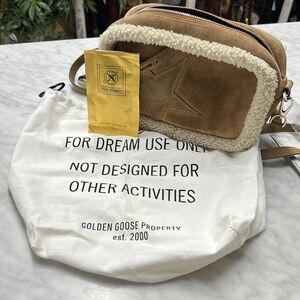 FOR DREAM USE ONLY
NOT DESIGNED FOR
OTHER ACTIVITIES
GOLDEN GOOSE PROPERTY
est. 2000